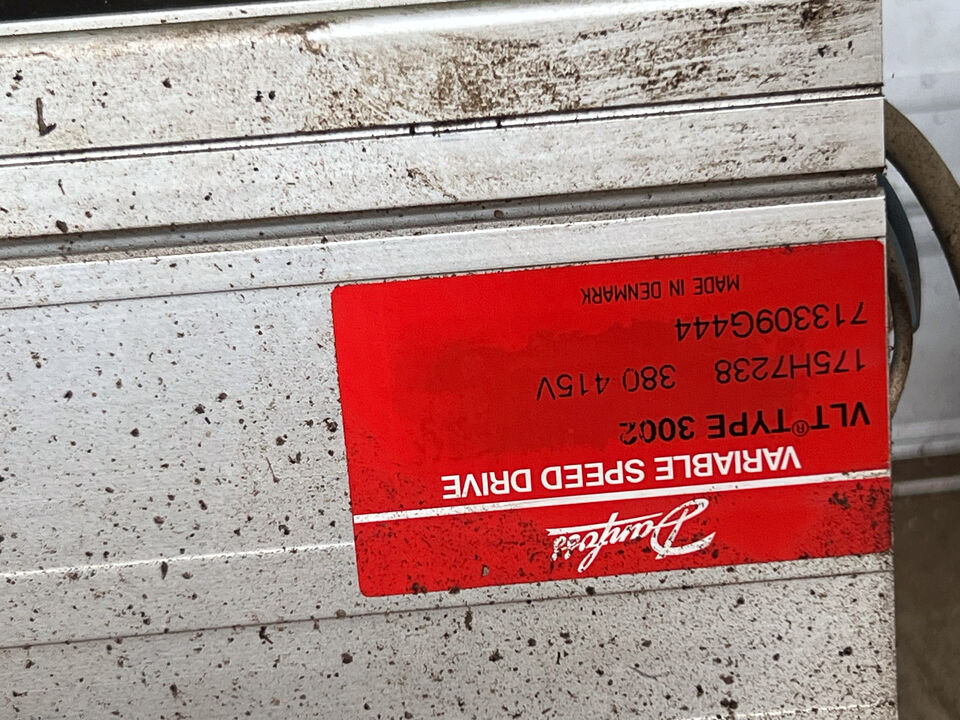 Danfoss
VARIABLE SPEED DRIVE
VLT® TYPE 3002
175H7238 380 415V
713309G444
MADE IN DENMARK